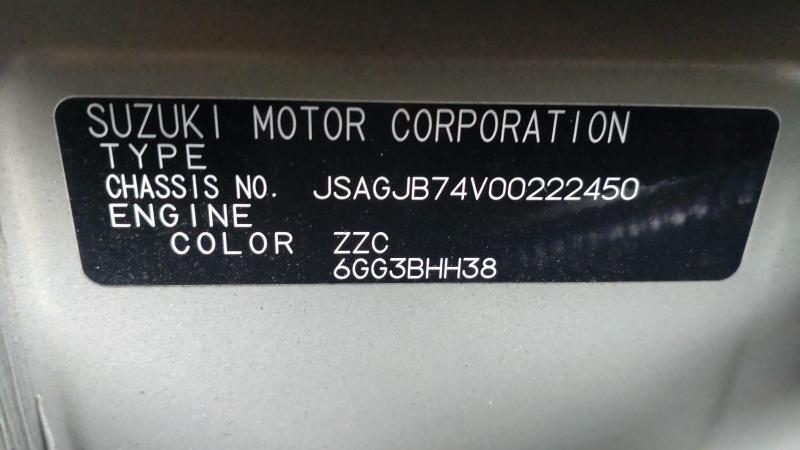 SUZUKI MOTOR CORPORATION
TYPE
CHASSIS NO. JSAGJB74V00222450
ENGINE
COLOR ZZC
6GG3BHH38